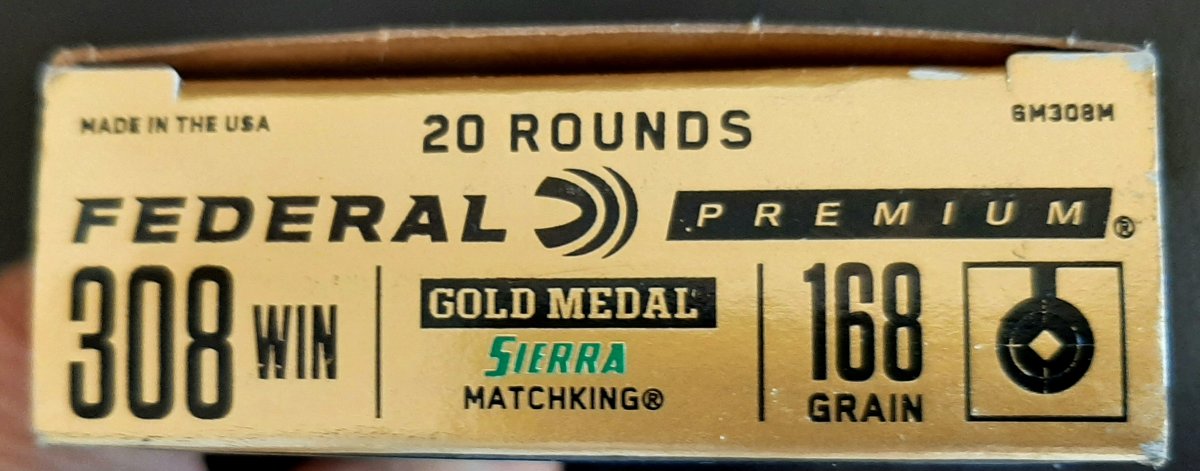 MADE IN THE USA
20 ROUNDS
GM308M
FEDERAL PREMIUM®
308 WIN
GOLD MEDAL
SIERRA
MATCHKING®
168
GRAIN